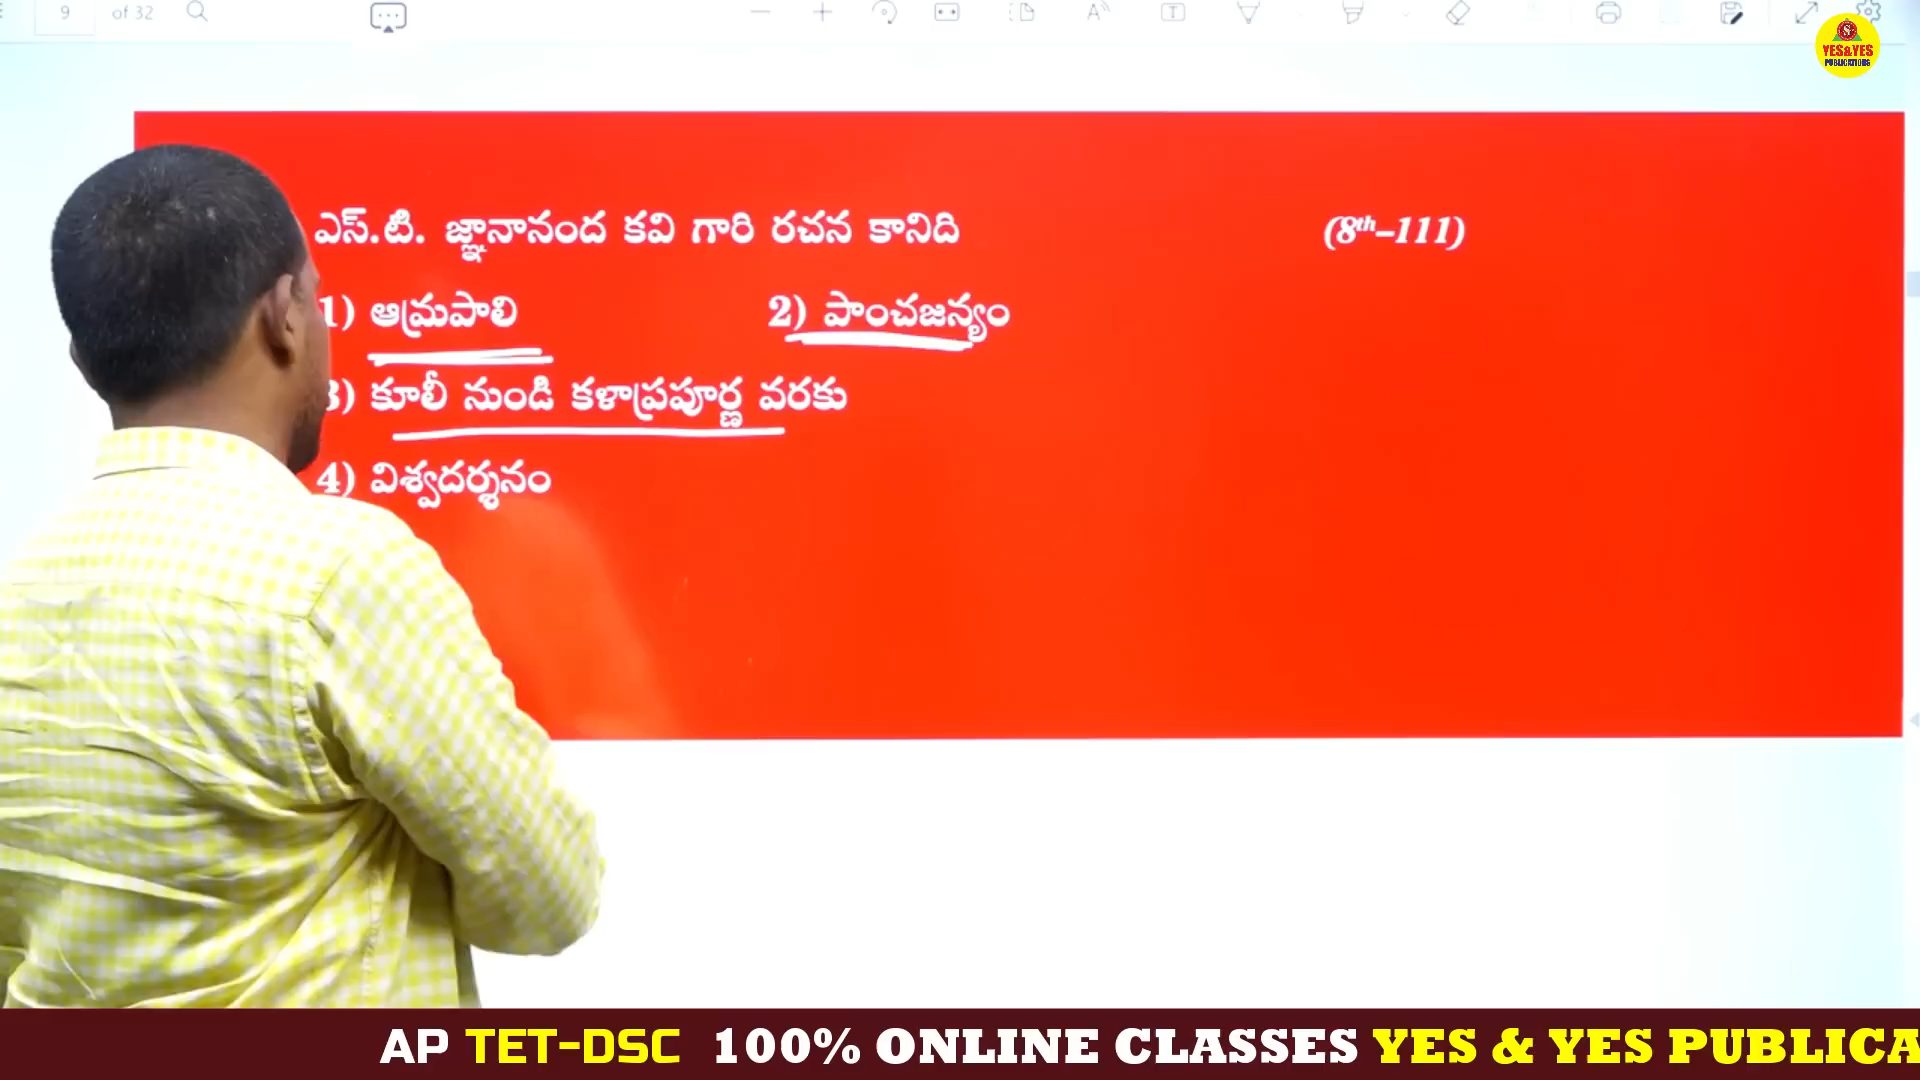 9 of 32
YES&YES
PUBLICATIONS
ఎస్.టి. జ్ఞానానంద కవి గారి రచన కానిది (8th–111)
1) ఆమ్రపాలి 2) పాంచజన్యం
3) కూలీ నుండి కళాప్రపూర్ణ వరకు
4) విశ్వదర్శనం
AP TET-DSC 100% ONLINE CLASSES YES & YES PUBLICA